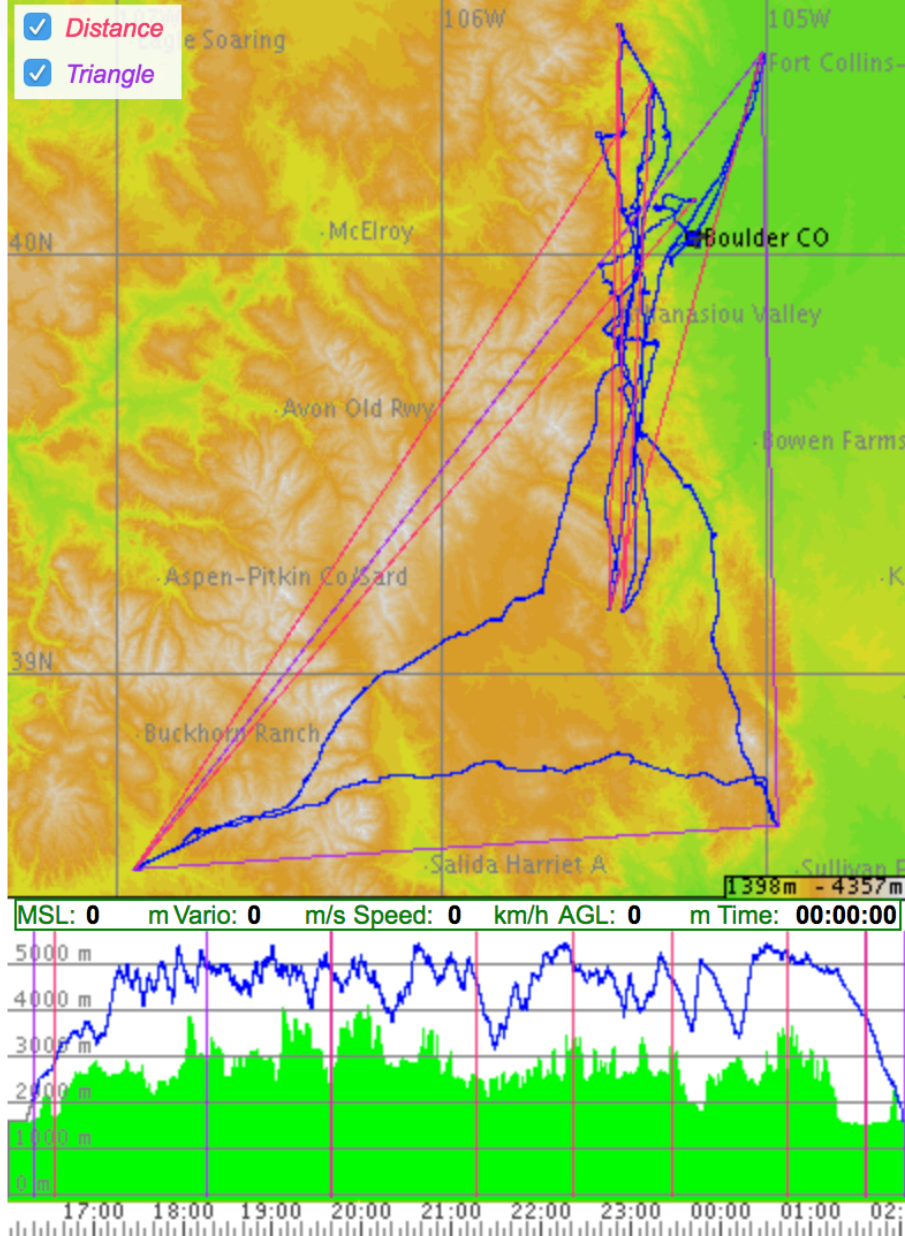 106W
105W
Distance
Eagle Soaring
Triangle
Fort Collins-
McElroy
40N
Boulder CO
Athanasiou Valley
Avon Old Rwy
Bowen Farms
Aspen-Pitkin Co/Sard
K
39N
Buckhorn Ranch
Salida Harriet A
Sullivan
1398m - 4357m
MSL: 0 m Vario: 0 m/s Speed: 0 km/h AGL: 0 m Time: 00:00:00
5000 m
4000 m
3000 m
2000 m
1000 m
0 m
17:00 18:00 19:00 20:00 21:00 22:00 23:00 00:00 01:00 02: